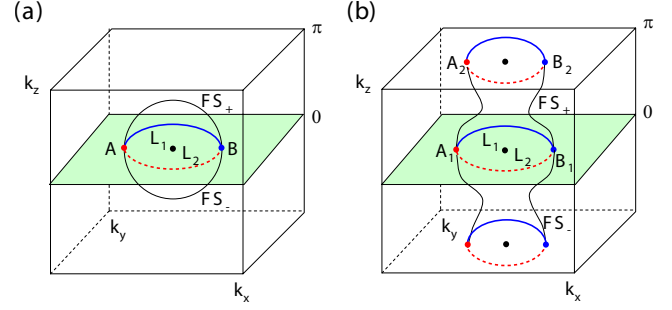 (a)
π
k_z
FS_+
0
A
L_1
L_2
B
FS_-
k_y
k_x
(b)
π
A_2
B_2
k_z
FS_+
0
L_1
A_1
L_2
B_1
k_y
FS_-
k_x